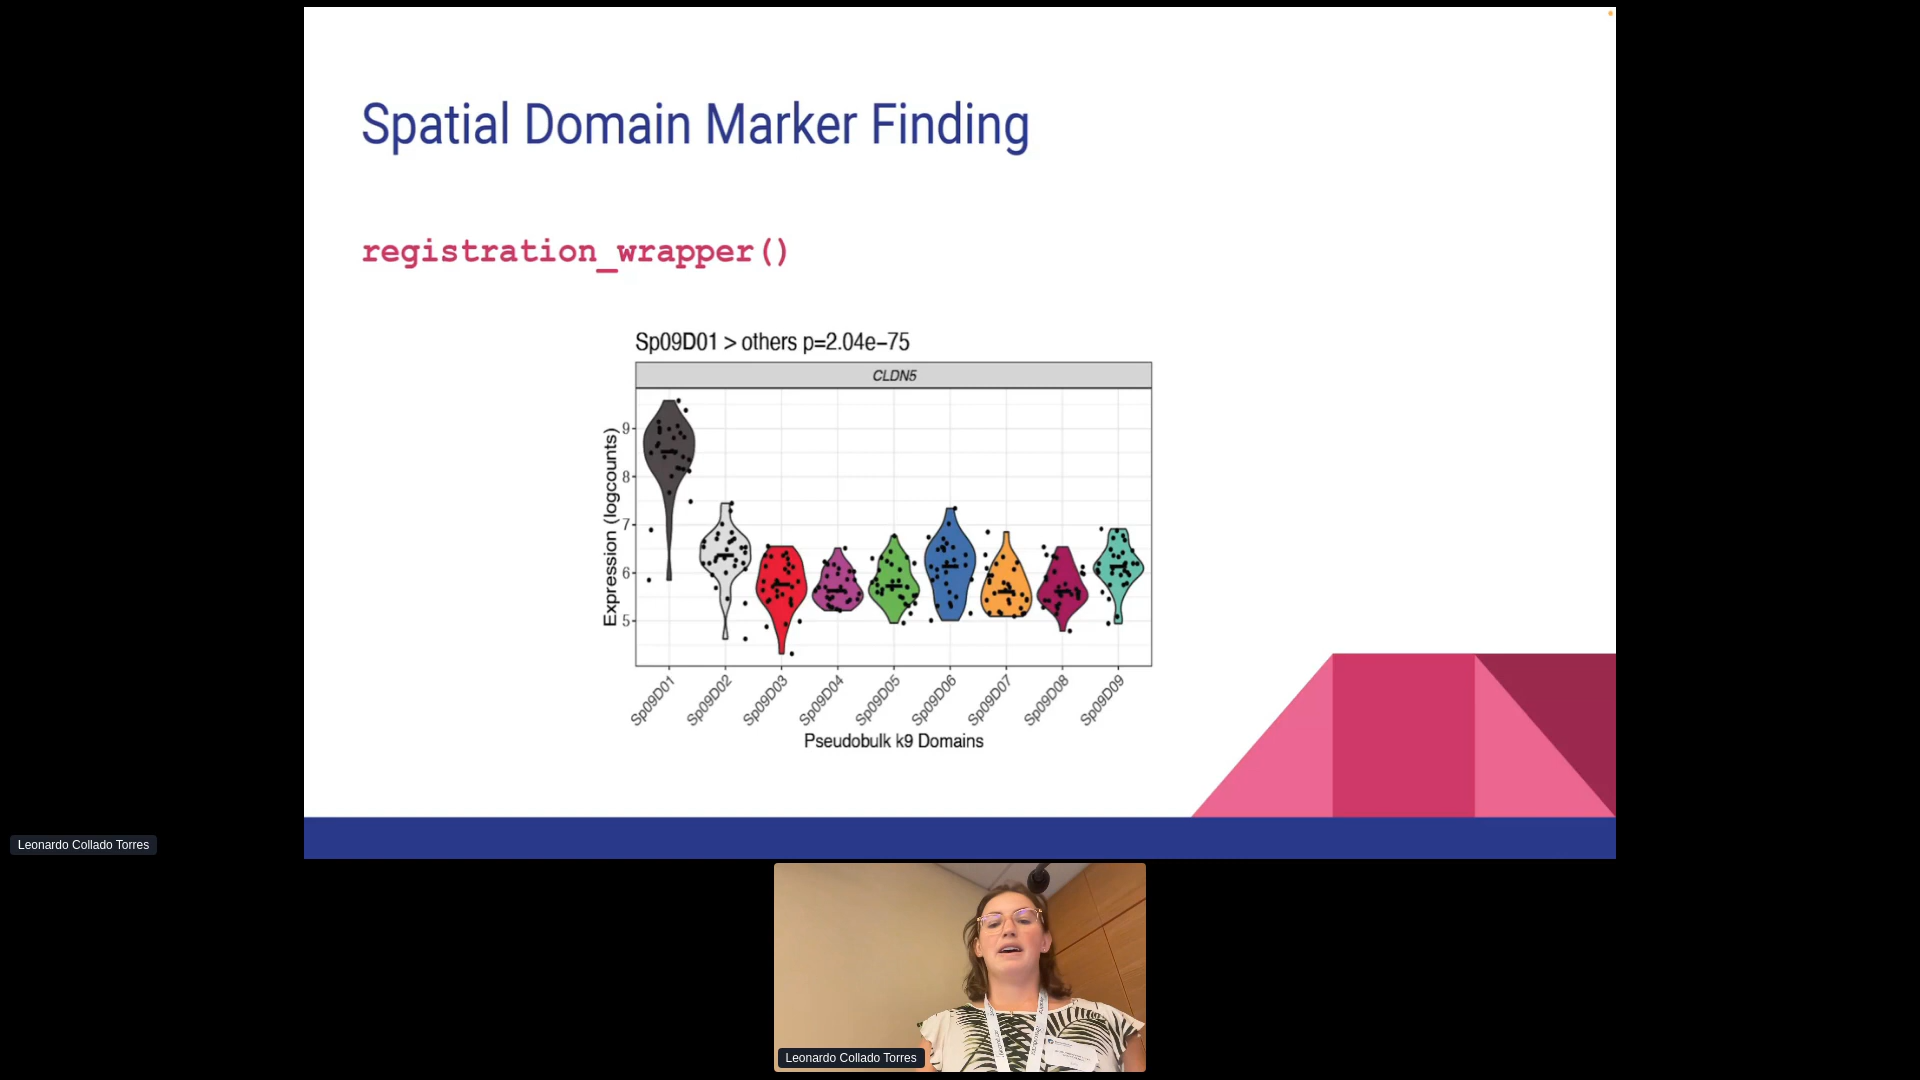 Spatial Domain Marker Finding
registration_wrapper()
Sp09D01 > others p=2.04e−75
CLDN5
Expression (logcounts)
9
8
7
6
5
Sp09D01
Sp09D02
Sp09D03
Sp09D04
Sp09D05
Sp09D06
Sp09D07
Sp09D08
Sp09D09
Pseudobulk k9 Domains
Leonardo Collado Torres
Leonardo Collado Torres